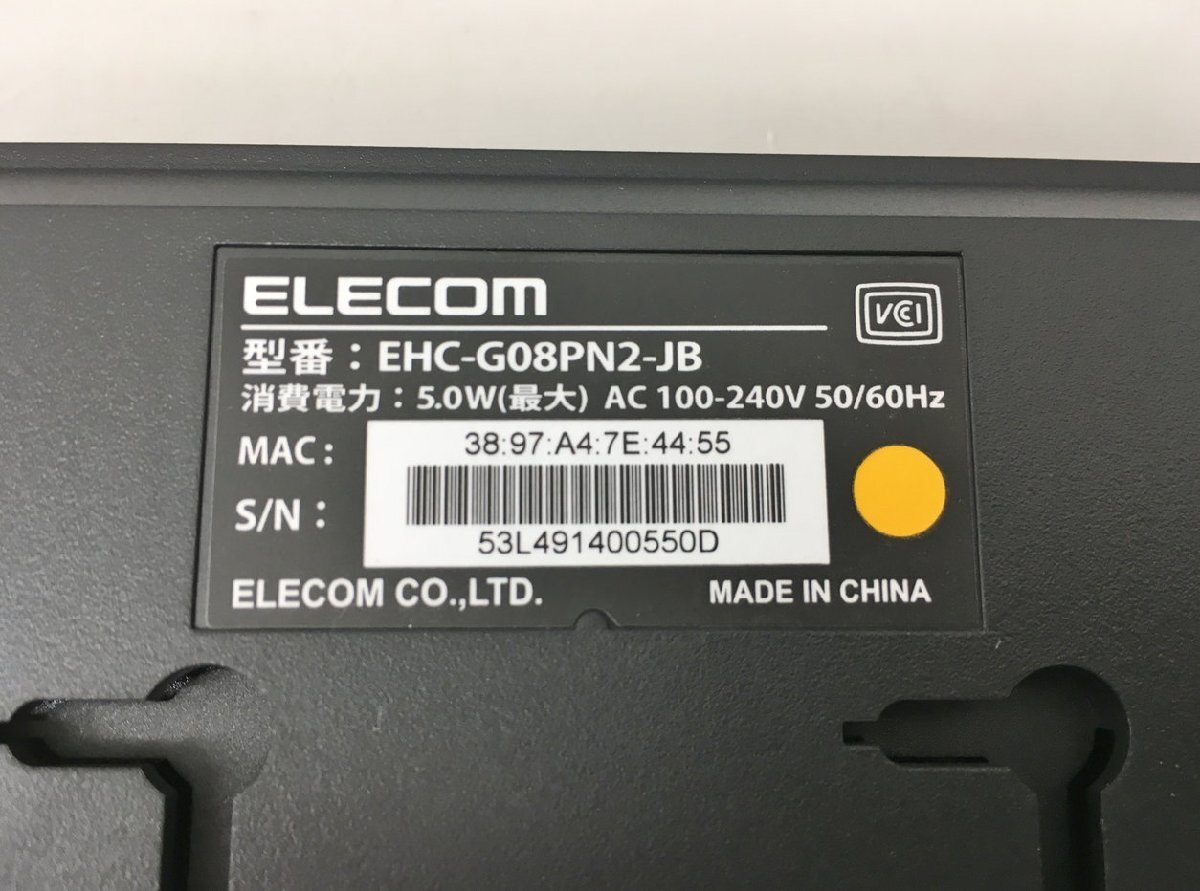 ELECOM
VCCI
型番：EHC-G08PN2-JB
消費電力：5.0W(最大) AC 100-240V 50/60Hz
MAC: 38:97:A4:7E:44:55
S/N: 53L491400550D
ELECOM CO.,LTD. MADE IN CHINA